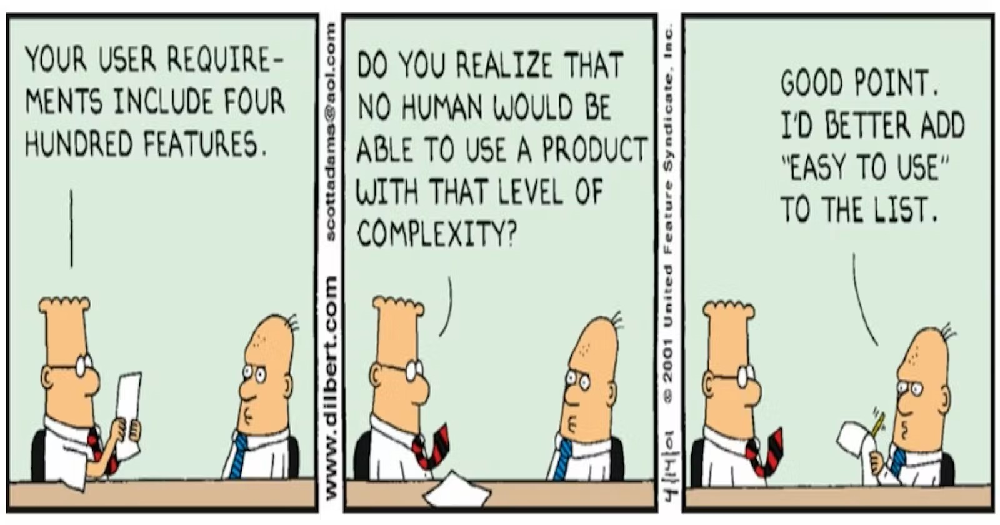 YOUR USER REQUIRE-
MENTS INCLUDE FOUR
HUNDRED FEATURES.
www.dilbert.com scottadams@aol.com
DO YOU REALIZE THAT
NO HUMAN WOULD BE
ABLE TO USE A PRODUCT
WITH THAT LEVEL OF
COMPLEXITY?
4/14/01 © 2001 United Feature Syndicate, Inc.
GOOD POINT.
I'D BETTER ADD
"EASY TO USE"
TO THE LIST.